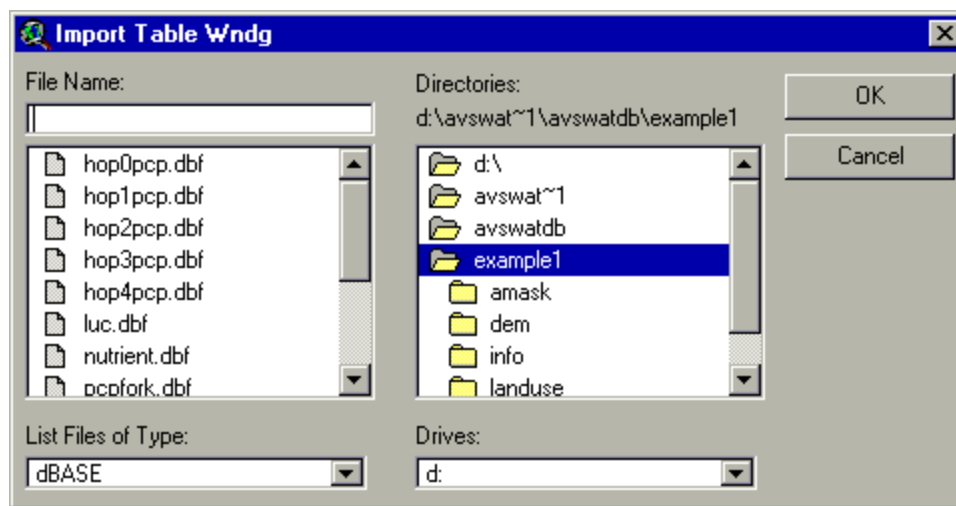 Import Table Wndg
File Name:
hop0pcp.dbf
hop1pcp.dbf
hop2pcp.dbf
hop3pcp.dbf
hop4pcp.dbf
luc.dbf
nutrient.dbf
pcpfork.dbf
List Files of Type:
dBASE
Directories:
d:\avswat~1\avswatdb\example1
d:\
avswat~1
avswatdb
example1
amask
dem
info
landuse
Drives:
d:
OK
Cancel